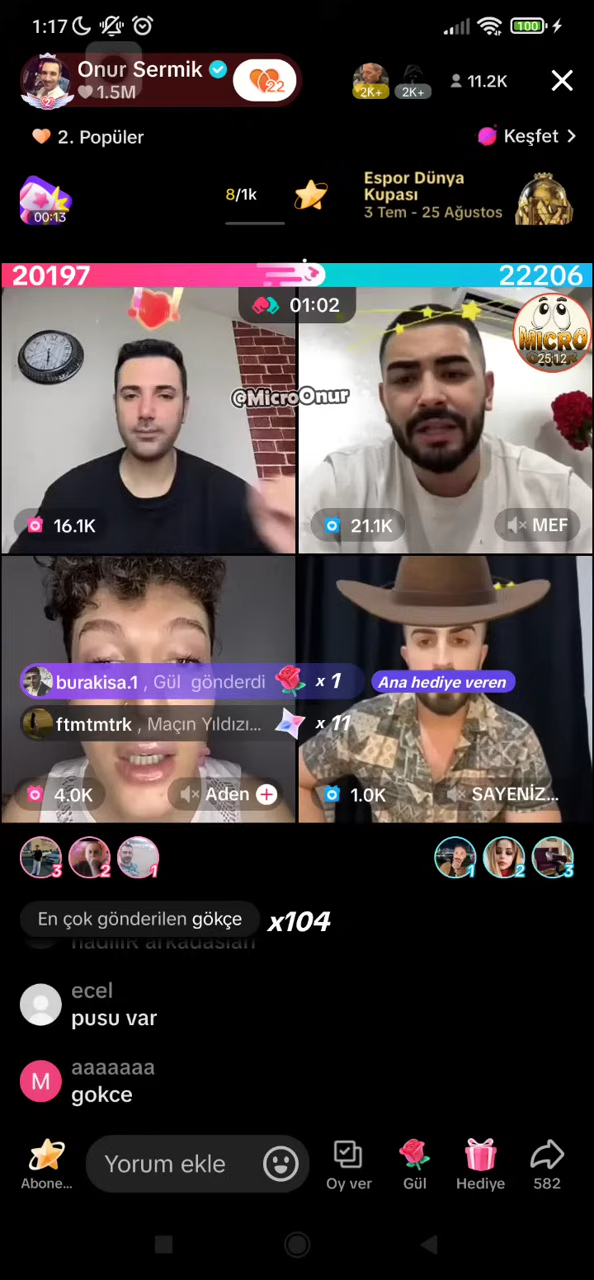 1:17
100
Onur Sermik
1.5M
22
2K+
2K+
11.2K
2. Popüler
Keşfet
00:13
8/1k
Espor Dünya
Kupası
3 Tem - 25 Ağustos
20197
22206
01:02
MICRO
25:12
@MicroOnur
16.1K
21.1K
MEF
burakisa.1 , Gül gönderdi x 1
Ana hediye veren
ftmtmtrk , Maçın Yıldızı... x 11
4.0K
Aden
1.0K
SAYENİZ...
3
2
1
1
2
3
En çok gönderilen gökçe x104
ecel
pusu var
M
aaaaaaa
gokce
Abone...
Yorum ekle
Oy ver
Gül
Hediye
582